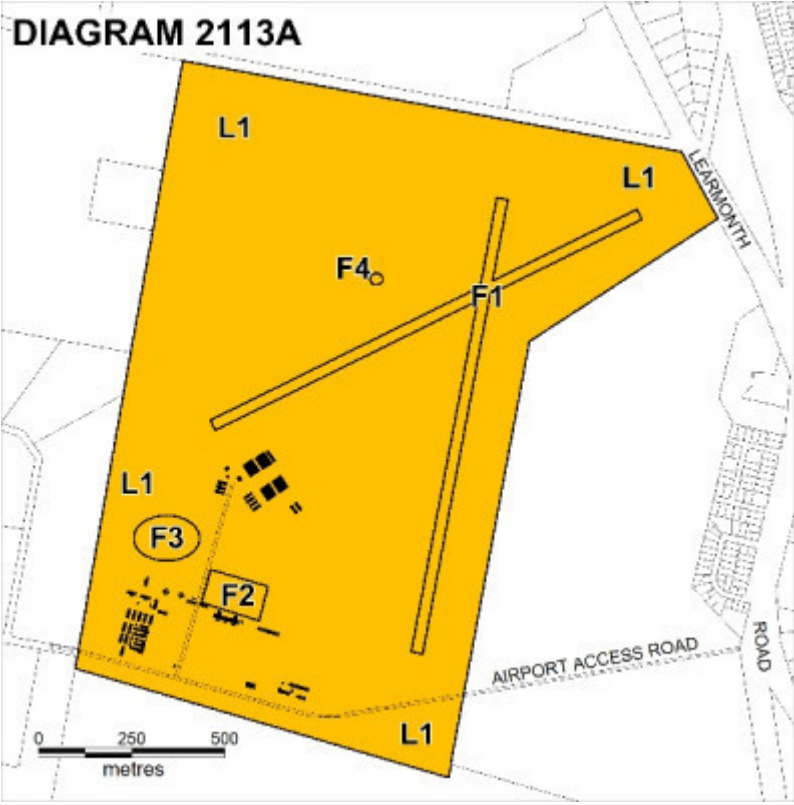 DIAGRAM 2113A
L1
L1
LEARMONTH
F4
F1
L1
F3
F2
ROAD
AIRPORT ACCESS ROAD
L1
0 250 500
metres